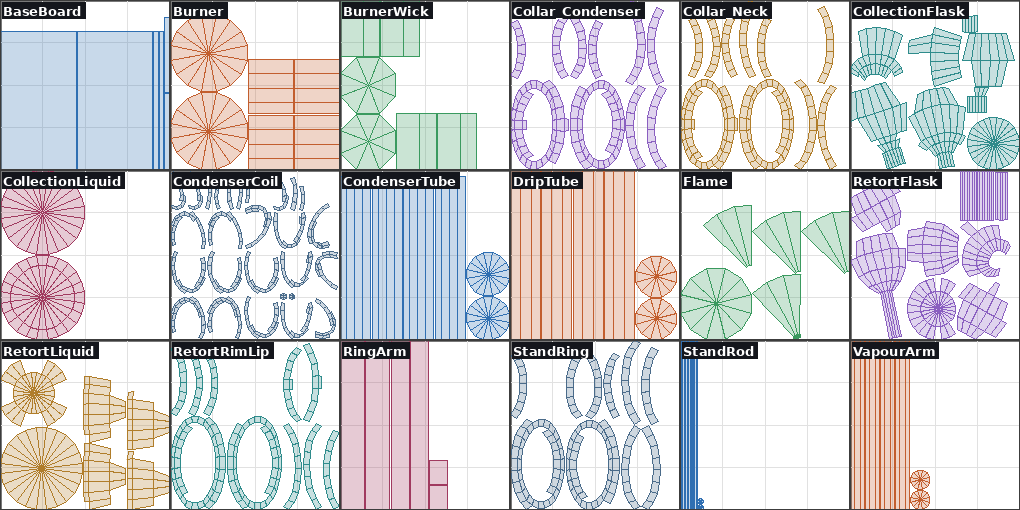 BaseBoard
Burner
BurnerWick
Collar_Condenser
Collar_Neck
CollectionFlask
CollectionLiquid
CondenserCoil
CondenserTube
DripTube
Flame
RetortFlask
RetortLiquid
RetortRimLip
RingArm
StandRing
StandRod
VapourArm